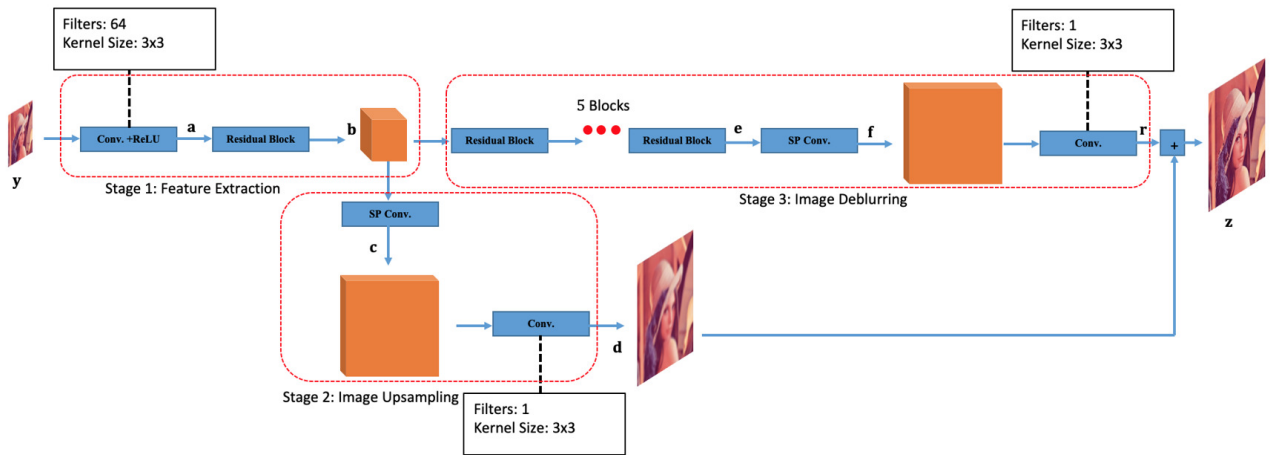 Filters: 64
Kernel Size: 3x3
Filters: 1
Kernel Size: 3x3
5 Blocks
Conv. +ReLU
a
Residual Block
b
Residual Block
Residual Block
e
SP Conv.
f
Conv.
r
+
y
Stage 1: Feature Extraction
Stage 3: Image Deblurring
z
SP Conv.
c
Conv.
d
Stage 2: Image Upsampling
Filters: 1
Kernel Size: 3x3